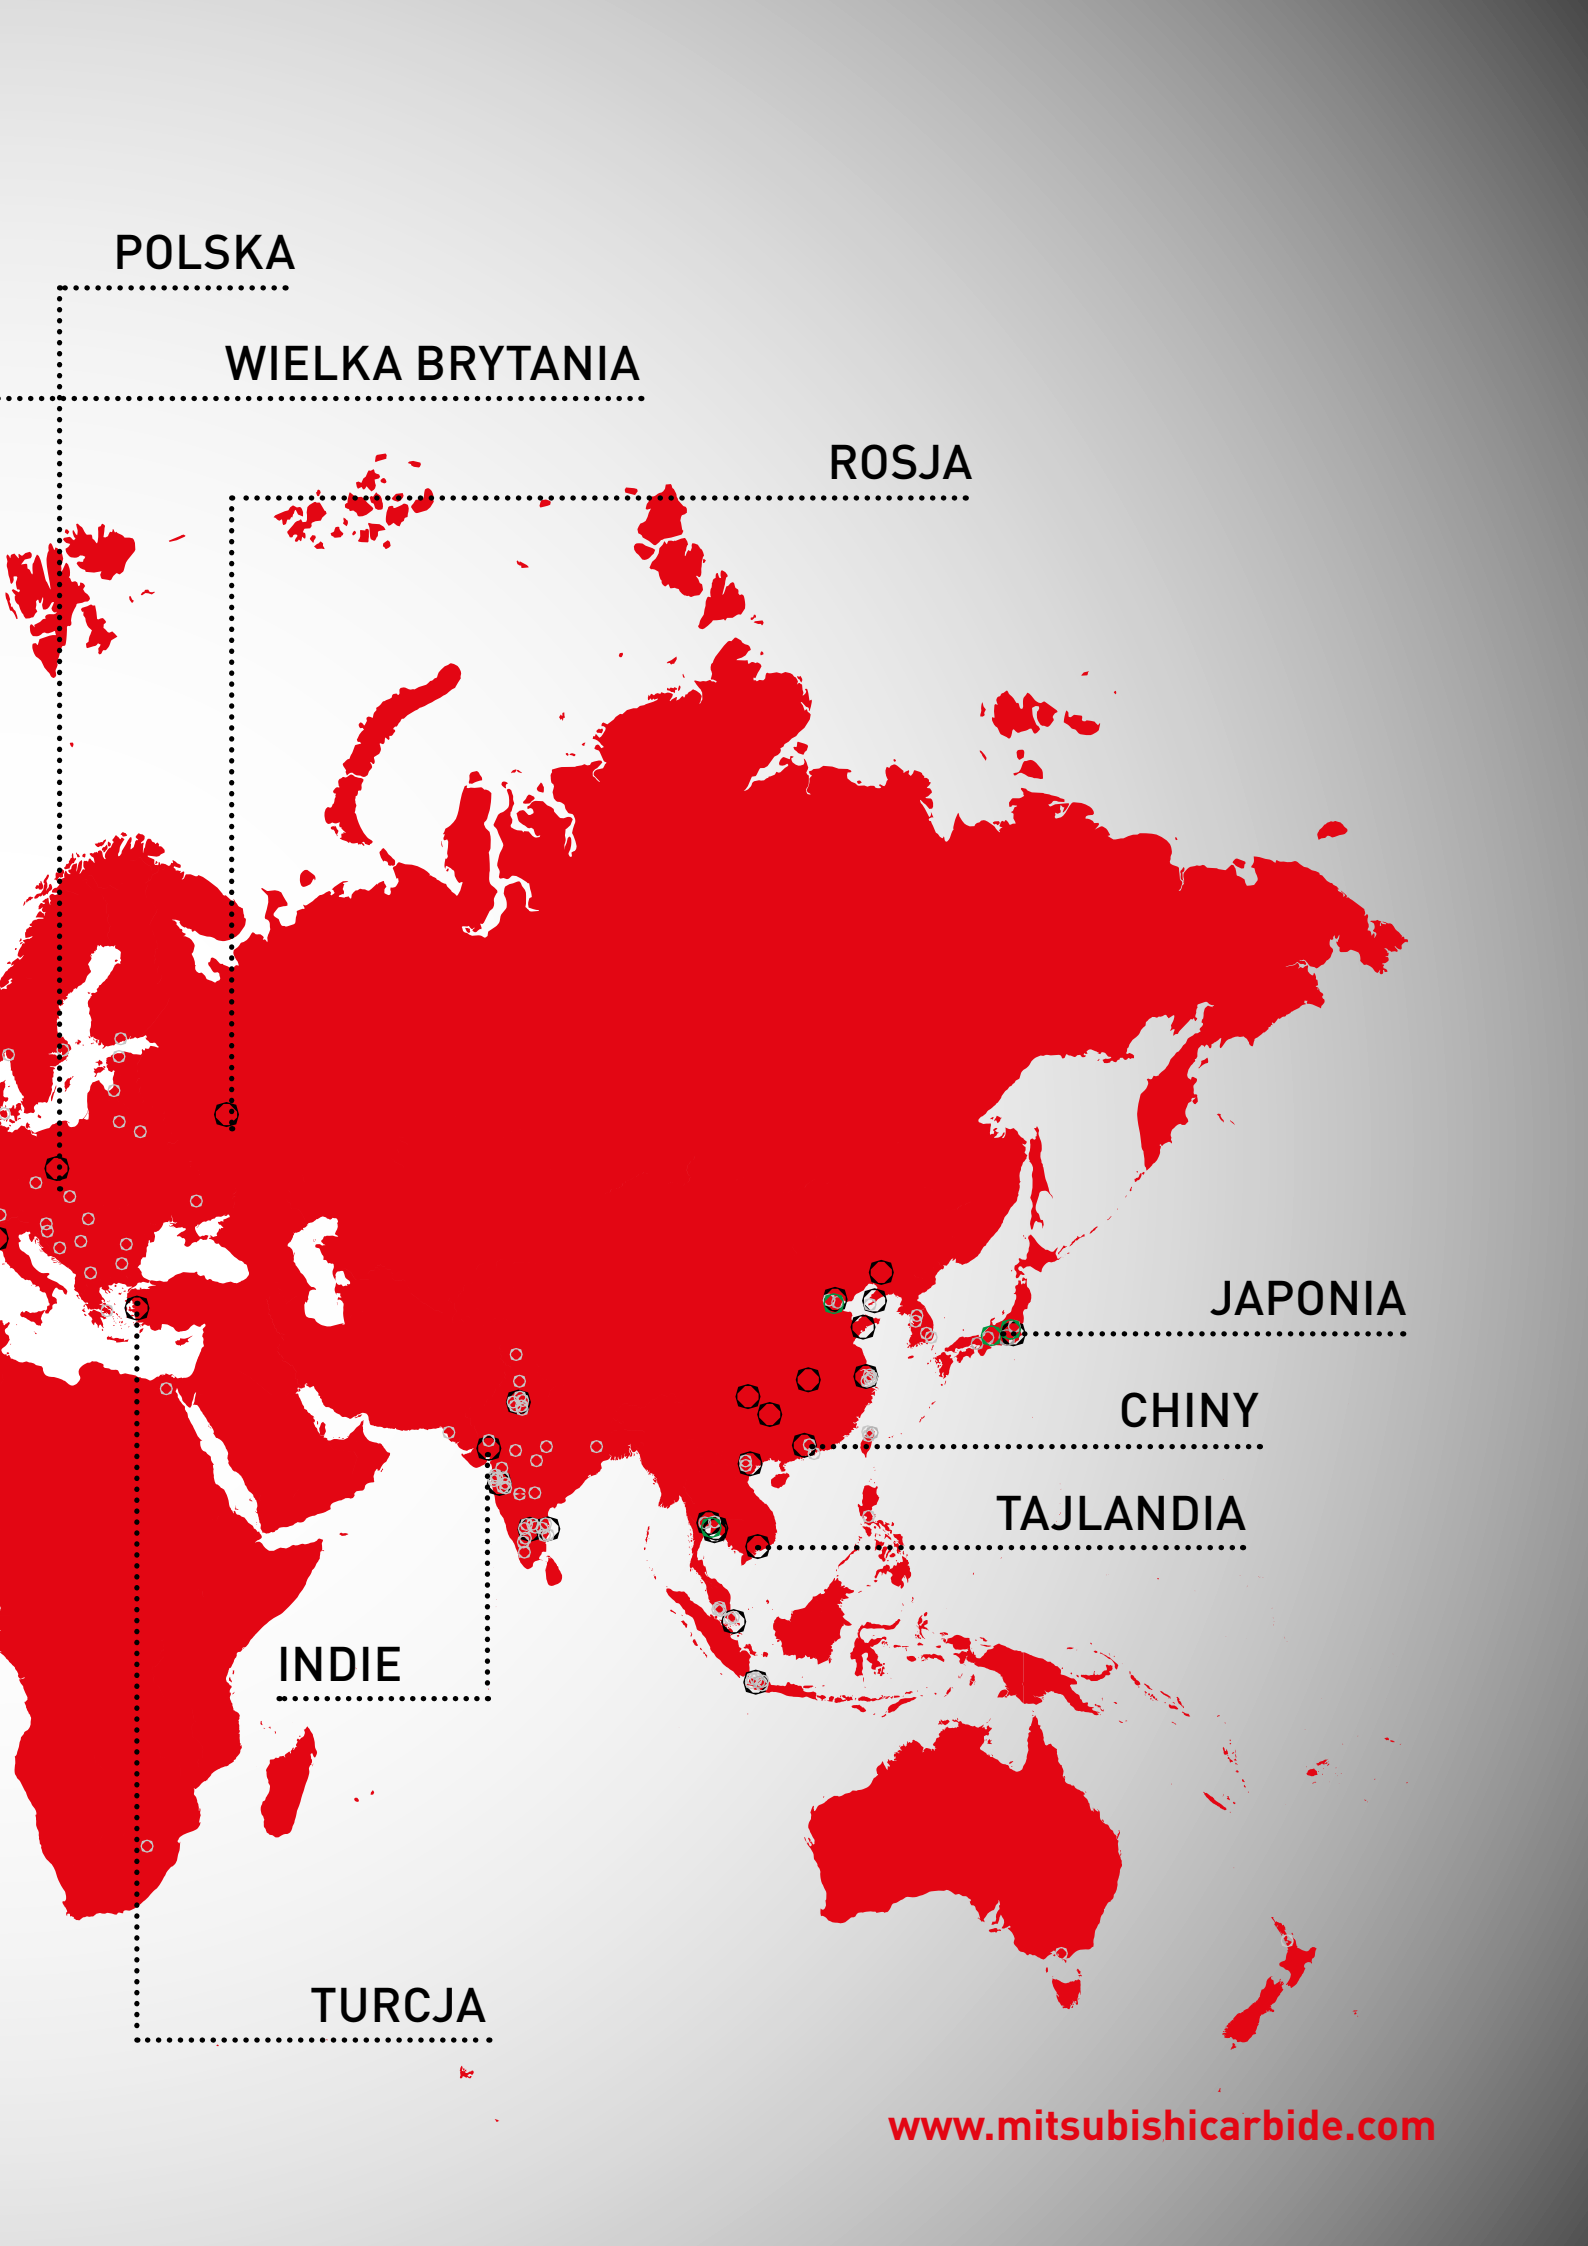 POLSKA
WIELKA BRYTANIA
ROSJA
JAPONIA
CHINY
TAJLANDIA
INDIE
TURCJA
www.mitsubishicarbide.com